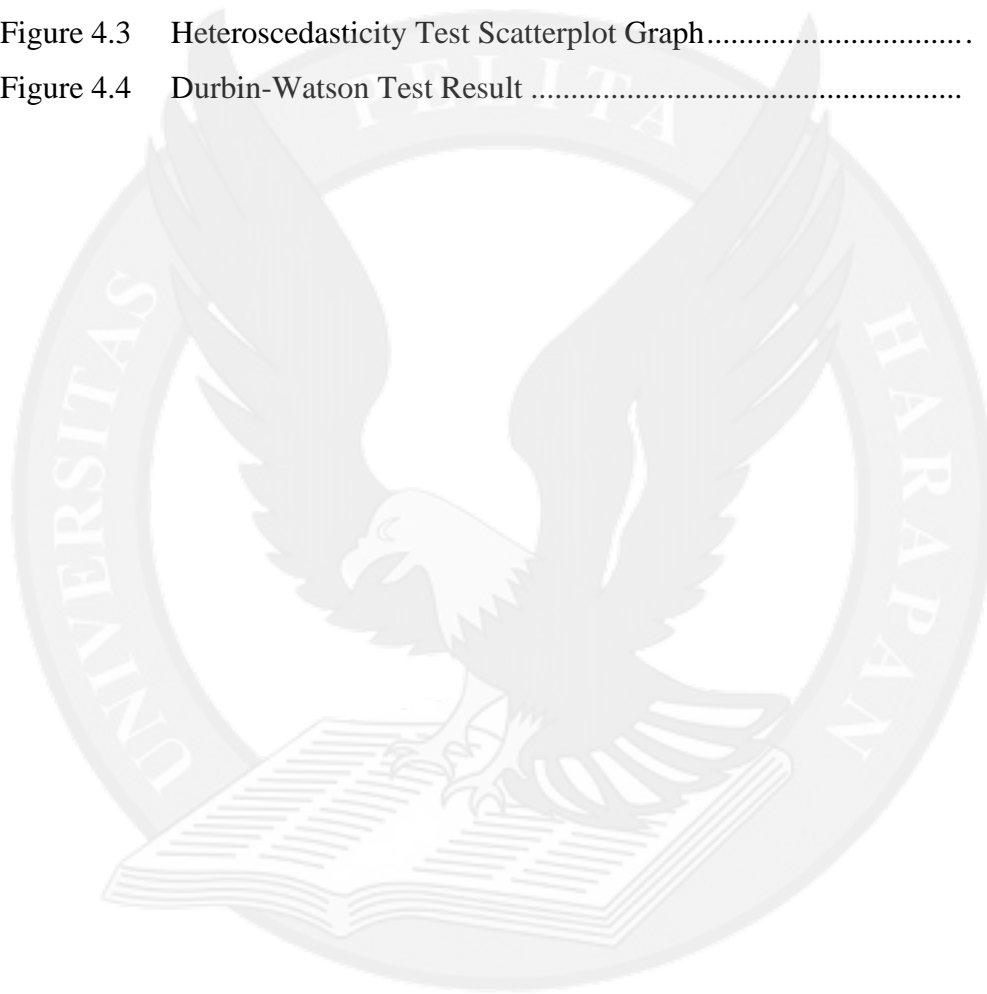 Figure 4.3 Heteroscedasticity Test Scatterplot Graph.................................
Figure 4.4 Durbin-Watson Test Result ......................................................
UNIVERSITAS PELITA HARAPAN